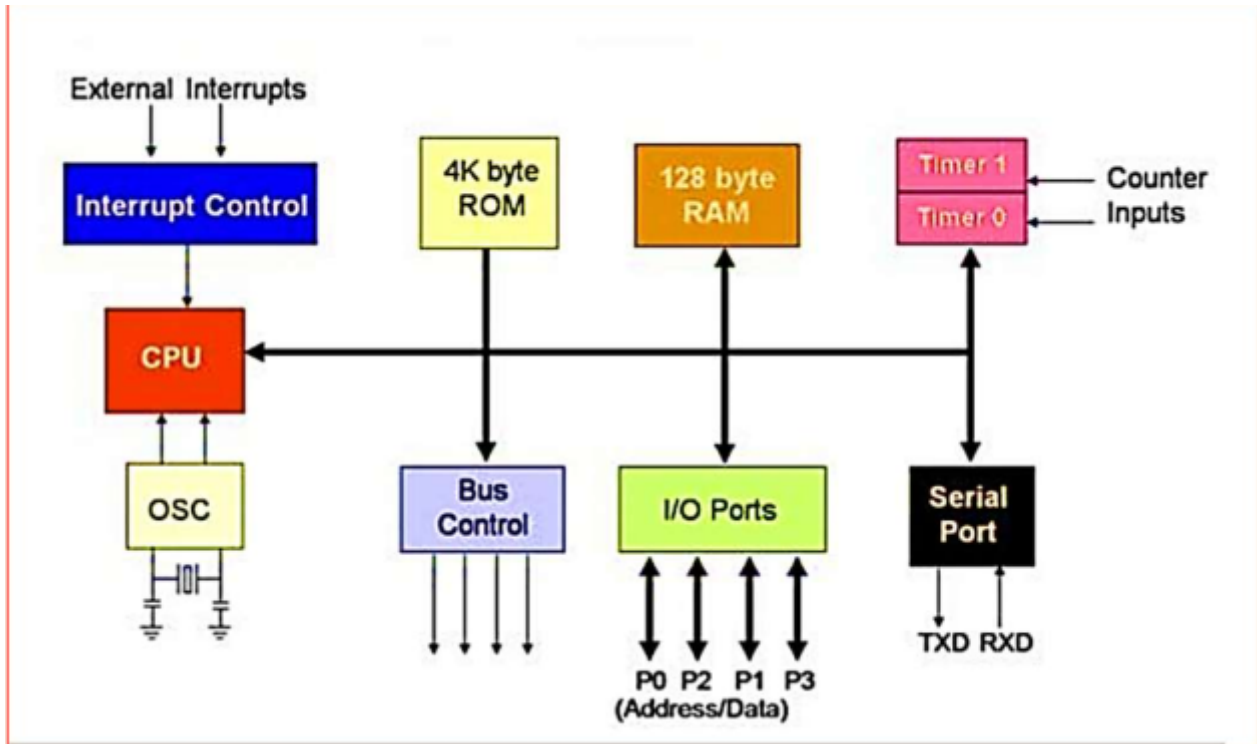 External Interrupts
Interrupt Control
4K byte
ROM
128 byte
RAM
Timer 1
Timer 0
Counter
Inputs
CPU
OSC
Bus
Control
I/O Ports
Serial
Port
TXD RXD
P0 P2 P1 P3
(Address/Data)